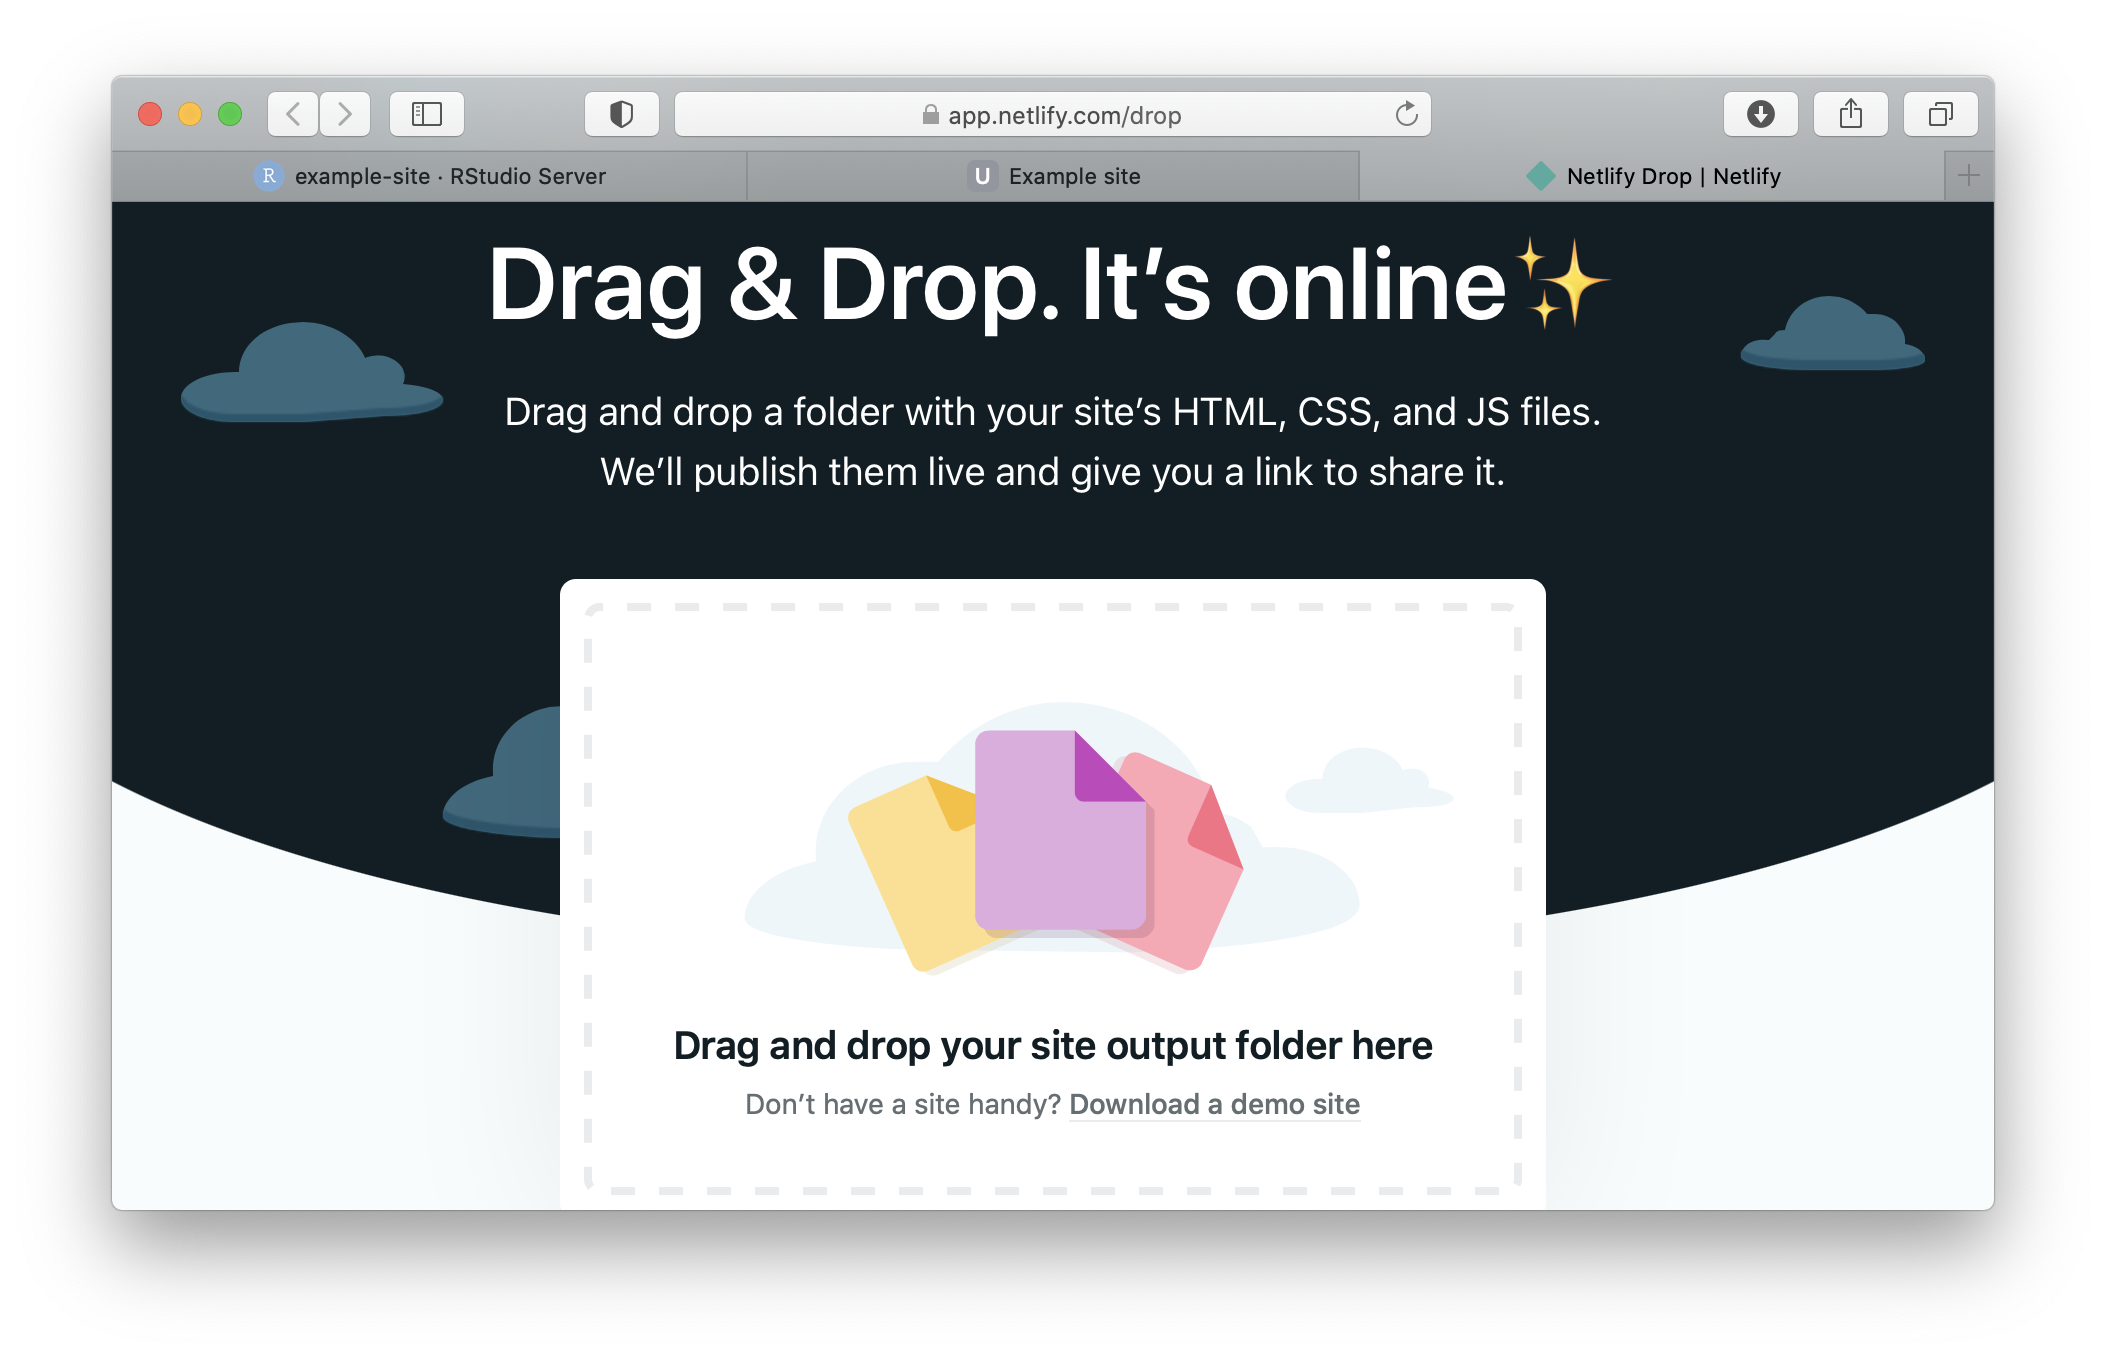 app.netlify.com/drop
R example-site · RStudio Server
U Example site
Netlify Drop | Netlify
Drag & Drop. It’s online✨
Drag and drop a folder with your site’s HTML, CSS, and JS files.
We’ll publish them live and give you a link to share it.
Drag and drop your site output folder here
Don’t have a site handy? Download a demo site